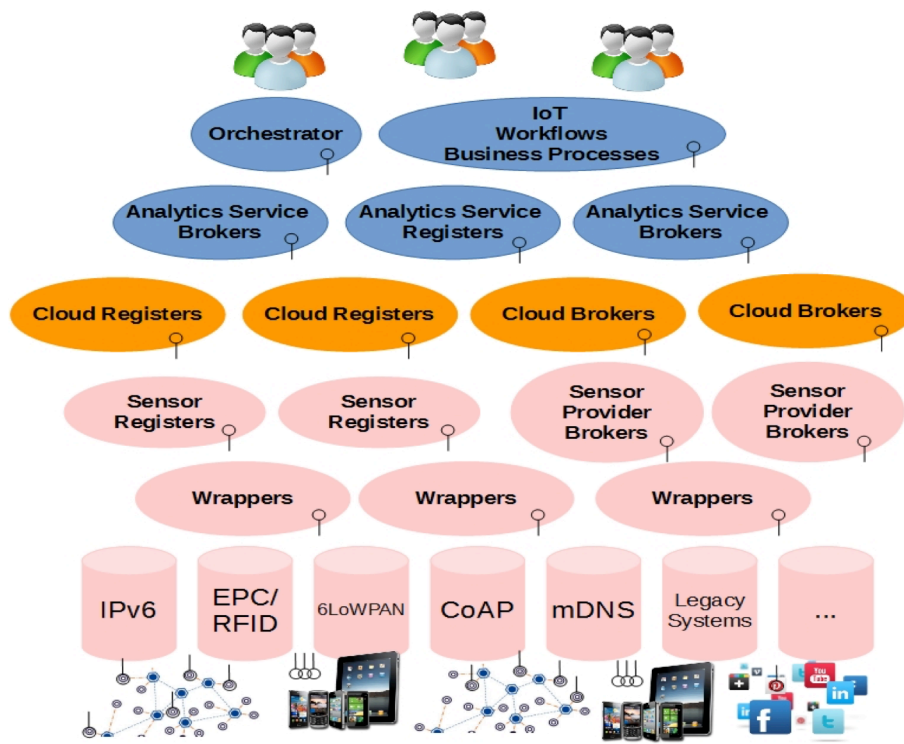 Orchestrator
IoT
Workflows
Business Processes
Analytics Service
Brokers
Analytics Service
Registers
Analytics Service
Brokers
Cloud Registers
Cloud Registers
Cloud Brokers
Cloud Brokers
Sensor
Registers
Sensor
Registers
Sensor
Provider
Brokers
Sensor
Provider
Brokers
Wrappers
Wrappers
Wrappers
IPv6
EPC/
RFID
6LoWPAN
CoAP
mDNS
Legacy
Systems
...
You
Tube
in
in
f
t